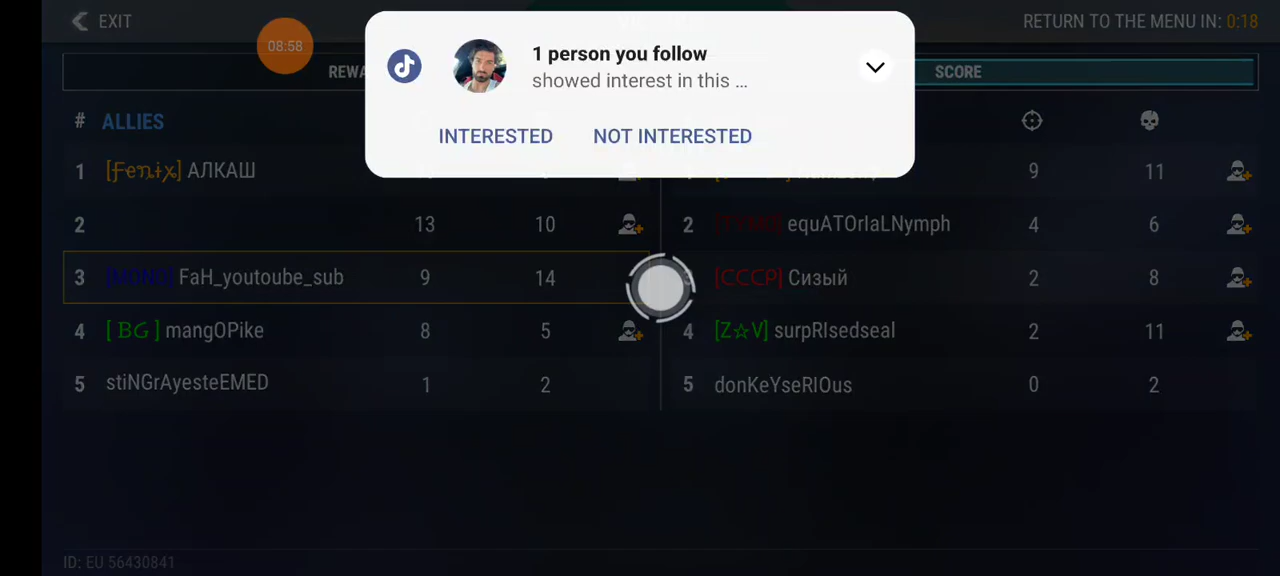 EXIT
08:58
RETURN TO THE MENU IN: 0:18
1 person you follow
showed interest in this ...
INTERESTED NOT INTERESTED
REWA
SCORE
# ALLIES
1 [Fenix] АЛКАШ
9 11
2 13 10
2 equATOrIaLNymph 4 6
3 [MONO] FaH_youtoube_sub 9 14
[CCCP] Сизый 2 8
4 [ BG ] mangOPike 8 5
4 [Z☆V] surpRIsedseal 2 11
5 stiNGrAyesteEMED 1 2
5 donKeYseRIOus 0 2
ID: EU 56430841